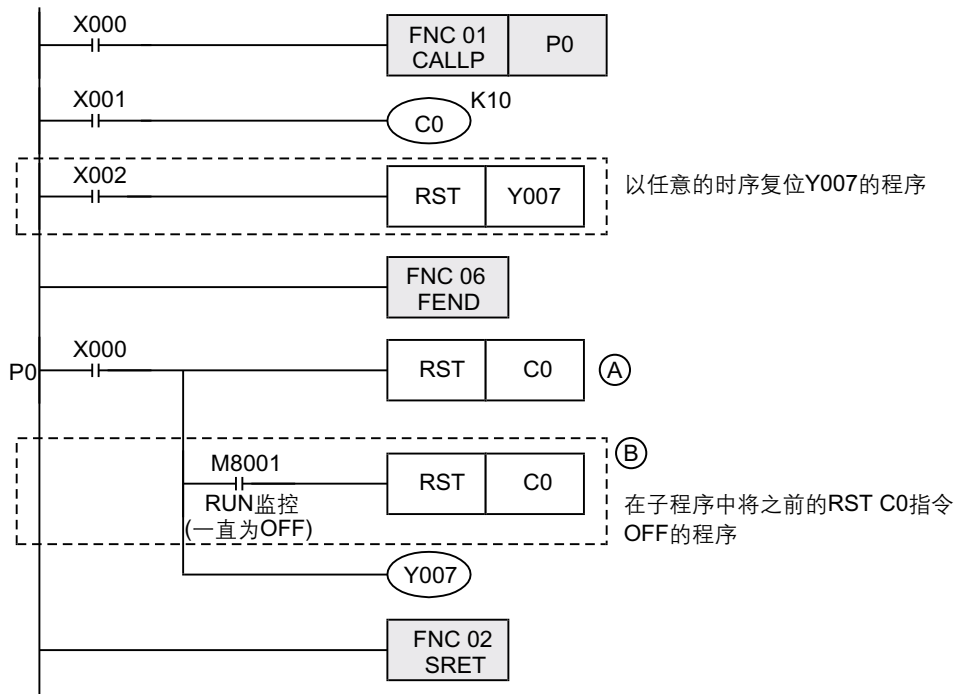 X000
FNC 01
CALLP
P0
X001
K10
C0
X002
RST
Y007
以任意的时序复位Y007的程序
FNC 06
FEND
P0
X000
RST
C0
A
M8001
RUN监控
(一直为OFF)
RST
C0
B
在子程序中将之前的RST C0指令
OFF的程序
Y007
FNC 02
SRET